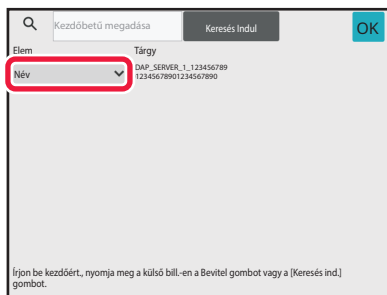 Kezdőbetű megadása
Keresés Indul
OK
Elem
Tárgy
Név
DAP_SERVER_1_123456789
12345678901234567890
Írjon be kezdőért., nyomja meg a külső bill.-en a Bevitel gombot vagy a [Keresés ind.]
gombot.